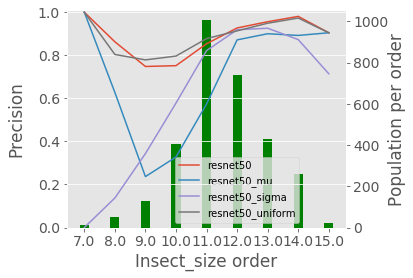 1.0
0.8
0.6
0.4
0.2
0.0
Precision
1000
800
600
400
200
0
Population per order
resnet50
resnet50_mu
resnet50_sigma
resnet50_uniform
7.0 8.0 9.0 10.0 11.0 12.0 13.0 14.0 15.0
Insect_size order